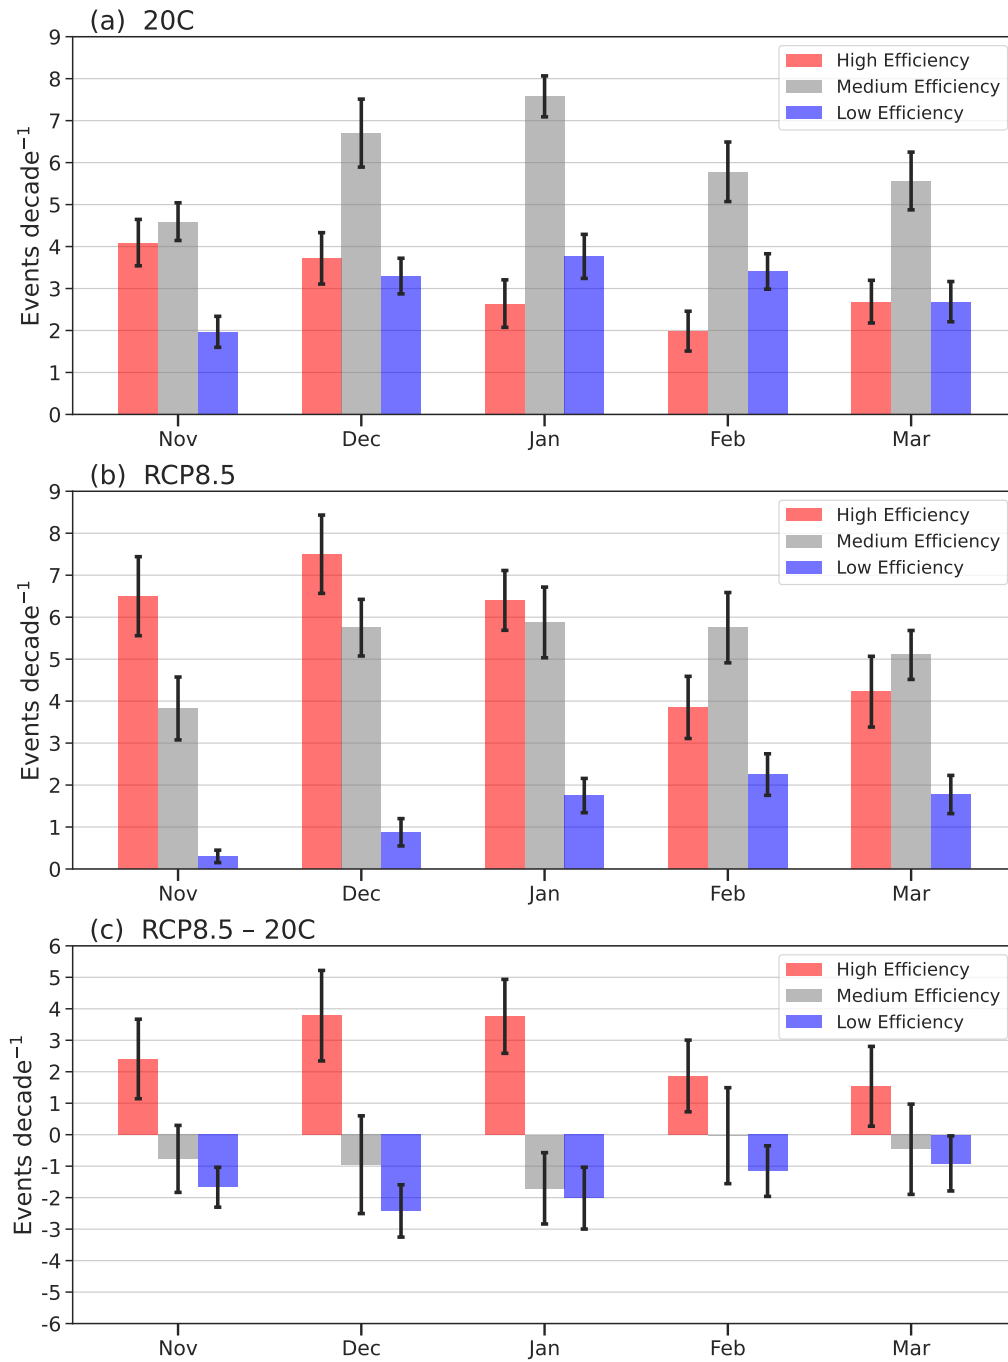 (a) 20C
9
8
7
6
5
4
3
2
1
0
Events decade⁻¹
High Efficiency
Medium Efficiency
Low Efficiency
Nov Dec Jan Feb Mar
(b) RCP8.5
9
8
7
6
5
4
3
2
1
0
Events decade⁻¹
High Efficiency
Medium Efficiency
Low Efficiency
Nov Dec Jan Feb Mar
(c) RCP8.5 – 20C
6
5
4
3
2
1
0
-1
-2
-3
-4
-5
-6
Events decade⁻¹
High Efficiency
Medium Efficiency
Low Efficiency
Nov Dec Jan Feb Mar